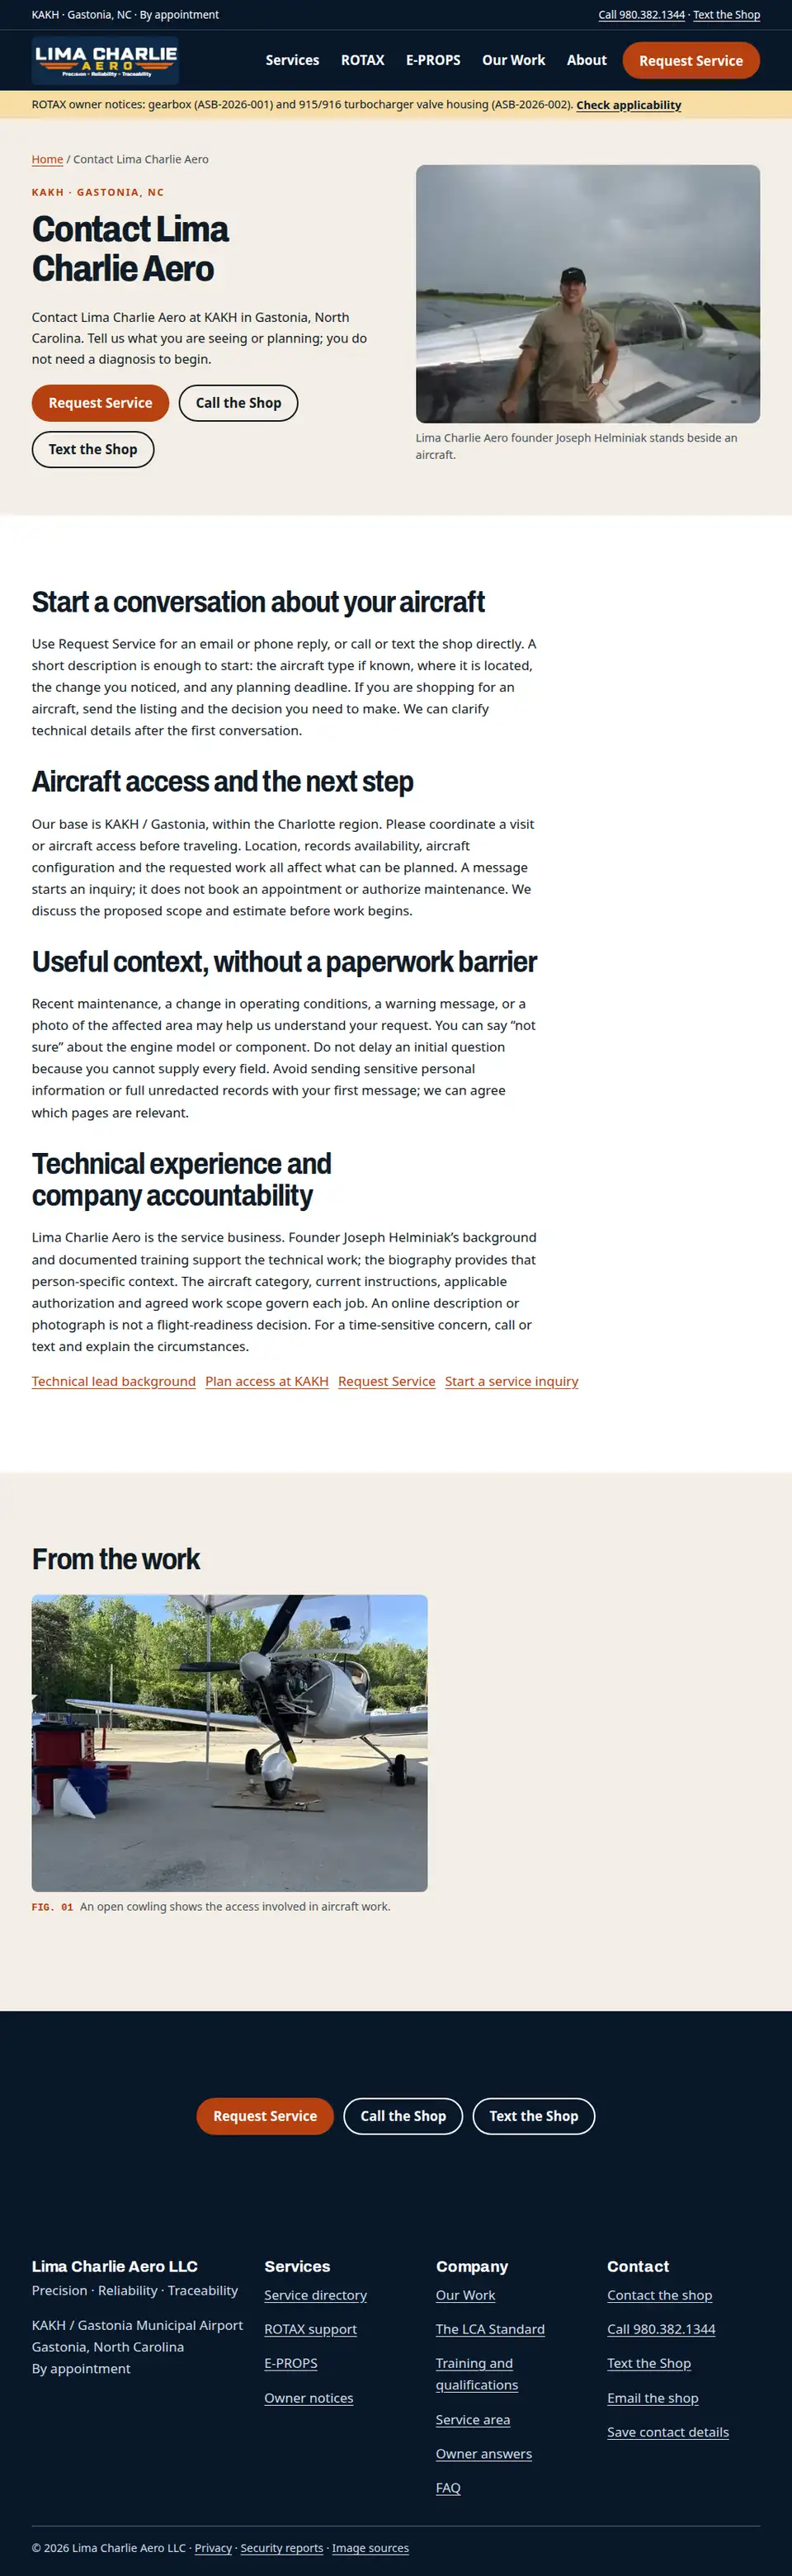 KAKH · Gastonia, NC · By appointment
Call 980.382.1344 · Text the Shop
LIMA CHARLIE
AERO
Precision · Reliability · Traceability
Services
ROTAX
E-PROPS
Our Work
About
Request Service
ROTAX owner notices: gearbox (ASB-2026-001) and 915/916 turbocharger valve housing (ASB-2026-002). Check applicability
Home / Contact Lima Charlie Aero
KAKH · GASTONIA, NC
Contact Lima
Charlie Aero
Contact Lima Charlie Aero at KAKH in Gastonia, North
Carolina. Tell us what you are seeing or planning; you do
not need a diagnosis to begin.
Request Service
Call the Shop
Text the Shop
Lima Charlie Aero founder Joseph Helminiak stands beside an
aircraft.
Start a conversation about your aircraft
Use Request Service for an email or phone reply, or call or text the shop directly. A
short description is enough to start: the aircraft type if known, where it is located,
the change you noticed, and any planning deadline. If you are shopping for an
aircraft, send the listing and the decision you need to make. We can clarify
technical details after the first conversation.
Aircraft access and the next step
Our base is KAKH / Gastonia, within the Charlotte region. Please coordinate a visit
or aircraft access before traveling. Location, records availability, aircraft
configuration and the requested work all affect what can be planned. A message
starts an inquiry; it does not book an appointment or authorize maintenance. We
discuss the proposed scope and estimate before work begins.
Useful context, without a paperwork barrier
Recent maintenance, a change in operating conditions, a warning message, or a
photo of the affected area may help us understand your request. You can say “not
sure” about the engine model or component. Do not delay an initial question
because you cannot supply every field. Avoid sending sensitive personal
information or full unredacted records with your first message; we can agree
which pages are relevant.
Technical experience and
company accountability
Lima Charlie Aero is the service business. Founder Joseph Helminiak’s background
and documented training support the technical work; the biography provides that
person-specific context. The aircraft category, current instructions, applicable
authorization and agreed work scope govern each job. An online description or
photograph is not a flight-readiness decision. For a time-sensitive concern, call or
text and explain the circumstances.
Technical lead background
Plan access at KAKH
Request Service
Start a service inquiry
From the work
FIG. 01 An open cowling shows the access involved in aircraft work.
Request Service
Call the Shop
Text the Shop
Lima Charlie Aero LLC
Precision · Reliability · Traceability
KAKH / Gastonia Municipal Airport
Gastonia, North Carolina
By appointment
Services
Service directory
ROTAX support
E-PROPS
Owner notices
Company
Our Work
The LCA Standard
Training and
qualifications
Service area
Owner answers
FAQ
Contact
Contact the shop
Call 980.382.1344
Text the Shop
Email the shop
Save contact details
© 2026 Lima Charlie Aero LLC · Privacy · Security reports · Image sources